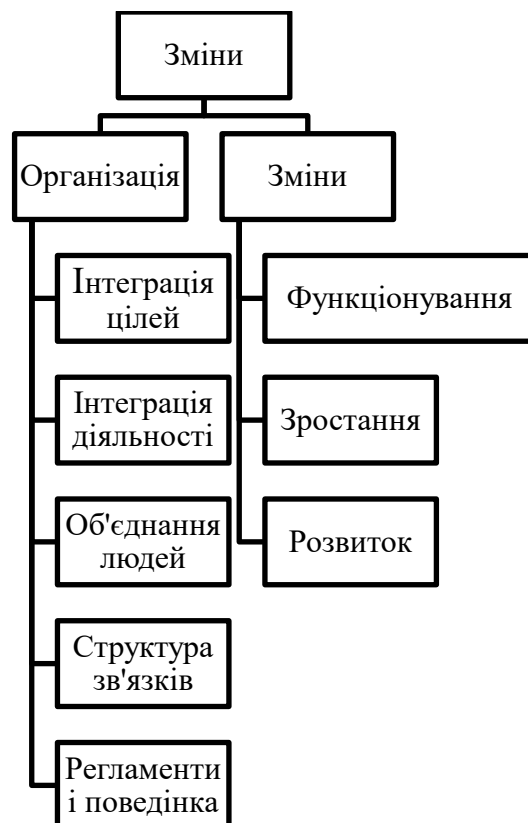 Зміни
Організація
Зміни
Інтеграція
цілей
Інтеграція
діяльності
Об'єднання
людей
Структура
зв'язків
Регламенти
і поведінка
Функціонування
Зростання
Розвиток